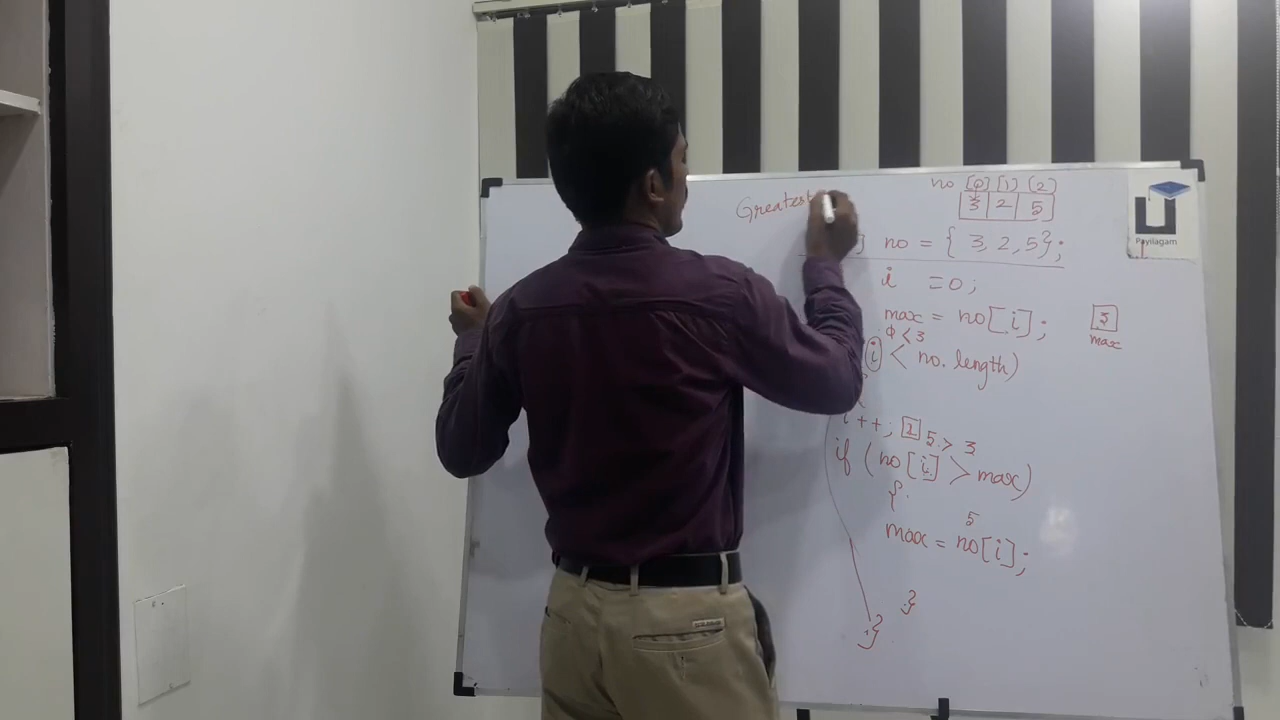 Greatest
no [0] [1] (2)
3 2 5
] no = { 3, 2, 5};
Payilagam
i = 0;
max = no[i];
3
max
0 < 3
i < no. length)
i ++;
5 > 3
if (no[i] > max)
{
5
max = no[i];
}
}